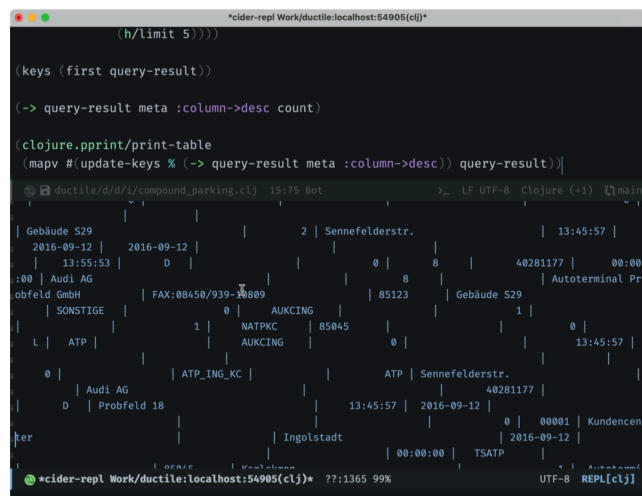 *cider-repl Work/ductile:localhost:54905(clj)*
(h/limit 5))))
(keys (first query-result))
(-> query-result meta :column->desc count)
(clojure.pprint/print-table
(mapv #(update-keys % (-> query-result meta :column->desc)) query-result))
ductile/d/d/i/compound_parking.clj 15:75 Bot >_ LF UTF-8 Clojure (+1) main
| | 
| Gebäude S29 | 2 | Sennefelderstr. | 13:45:57 |
2016-09-12 | 2016-09-12 | | |
| 13:55:53 | D | | 0 | 8 | 40281177 | 00:00
:00 | Audi AG | | 8 | | Autoterminal Pr
obfeld GmbH | FAX:08450/939-10809 | 85123 | Gebäude S29
| SONSTIGE | 0 | AUKCING | | 1 |
| | 1 | NATPKC | 85045 | | 0 |
L | ATP | | AUKCING | 0 | | 13:45:57 |
| | | |
0 | | ATP_ING_KC | | ATP | Sennefelderstr.
| Audi AG | | 40281177 |
| D | Probfeld 18 | 13:45:57 | 2016-09-12 |
| | | 0 | 00001 | Kundencen
ter | | Ingolstadt | 2016-09-12 |
| | 00:00:00 | TSATP |
*cider-repl Work/ductile:localhost:54905(clj)* ??:1365 99% UTF-8 REPL[clj]